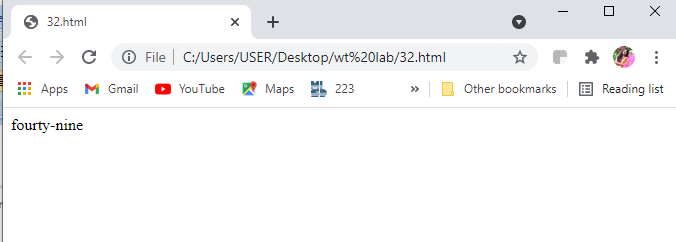 32.html
File | C:/Users/USER/Desktop/wt%20lab/32.html
Apps Gmail YouTube Maps 223 » Other bookmarks Reading list
fourty-nine